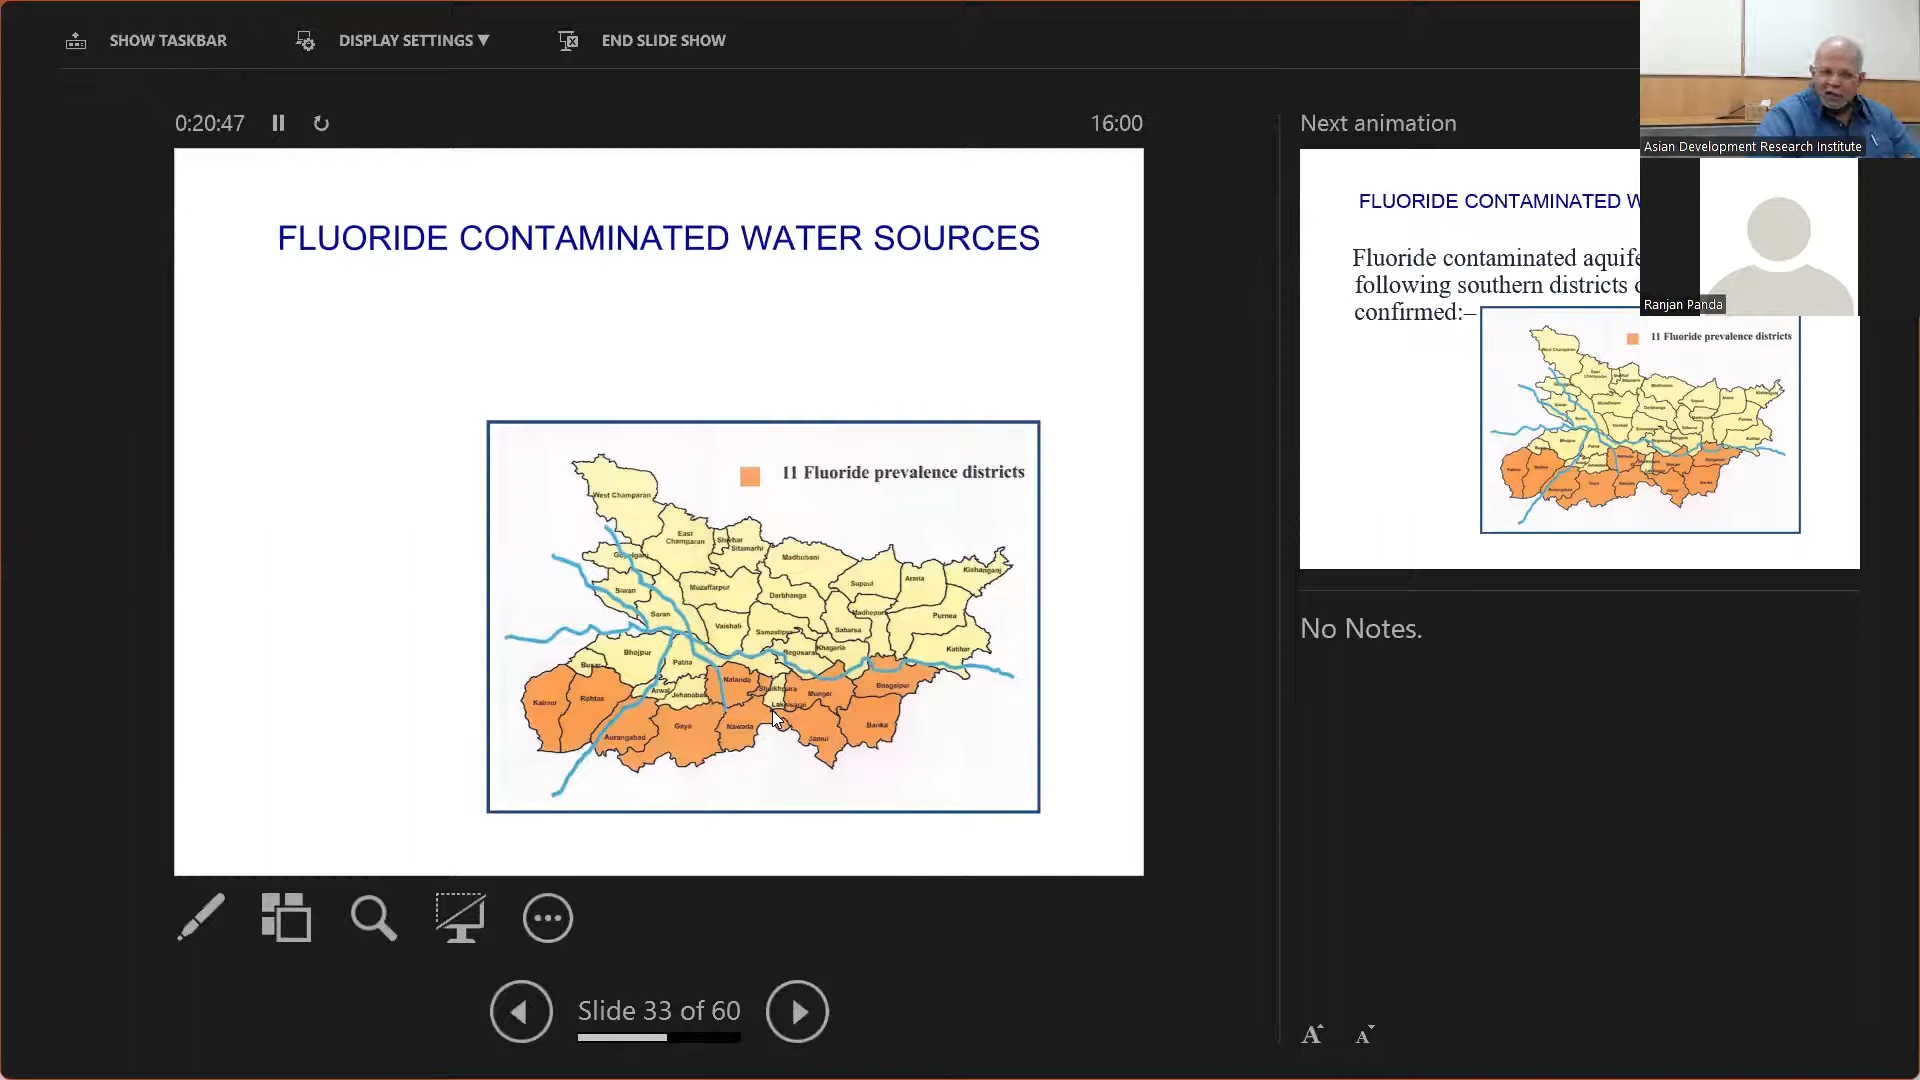 SHOW TASKBAR
DISPLAY SETTINGS ▼
END SLIDE SHOW
0:20:47
16:00
Next animation
Asian Development Research Institute
Ranjan Panda
FLUORIDE CONTAMINATED WATER SOURCES
11 Fluoride prevalence districts
West Champaran
East
Champaran
Sitamarhi
Madhubani
Kishanganj
Siwan
Muzaffarpur
Darbhanga
Supaul
Araria
Saran
Vaishali
Samastipur
Saharsa
Madhepura
Purnea
Bhojpur
Patna
Khagaria
Katihar
Kaimur
Rohtas
Arwal
Jehanabad
Nalanda
Sheikhpura
Munger
Bhagalpur
Aurangabad
Gaya
Nawada
Jamui
Banka
FLUORIDE CONTAMINATED W
Fluoride contaminated aquife
following southern districts
confirmed:–
11 Fluoride prevalence districts
No Notes.
Slide 33 of 60
A A